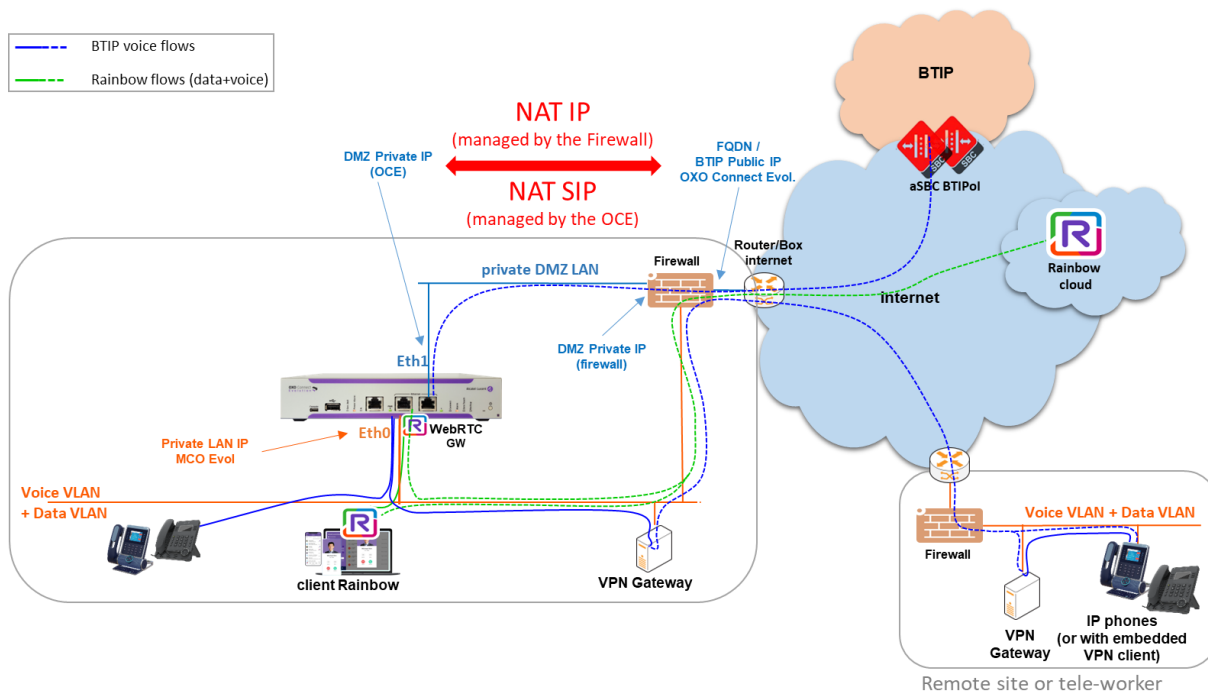 BTIP voice flows
Rainbow flows (data+voice)
BTIP
NAT IP
(managed by the Firewall)
NAT SIP
(managed by the OCE)
DMZ Private IP
(OCE)
FQDN /
BTIP Public IP
OXO Connect Evol.
SBC
SBC
aSBC BTIPol
R
Rainbow
cloud
internet
Router/Box
internet
Firewall
private DMZ LAN
DMZ Private IP
(firewall)
Eth1
Eth0
R
WebRTC
GW
Private LAN IP
MCO Evol
Voice VLAN
+ Data VLAN
R
client Rainbow
VPN Gateway
Firewall
Voice VLAN + Data VLAN
VPN
Gateway
IP phones
(or with embedded
VPN client)
Remote site or tele-worker